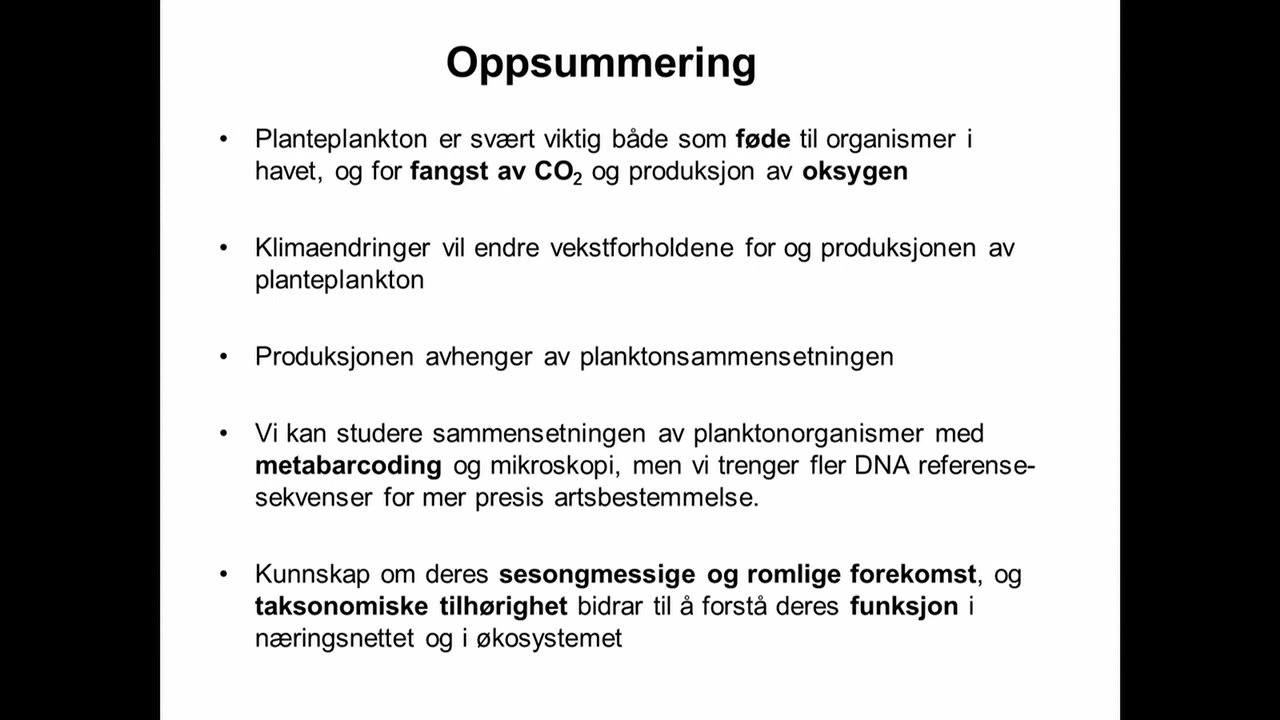 Oppsummering
• Planteplankton er svært viktig både som føde til organismer i
havet, og for fangst av CO₂ og produksjon av oksygen
• Klimaendringer vil endre vekstforholdene for og produksjonen av
planteplankton
• Produksjonen avhenger av planktonsammensetningen
• Vi kan studere sammensetningen av planktonorganismer med
metabarcoding og mikroskopi, men vi trenger fler DNA referense-
sekvenser for mer presis artsbestemmelse.
• Kunnskap om deres sesongmessige og romlige forekomst, og
taksonomiske tilhørighet bidrar til å forstå deres funksjon i
næringsnettet og i økosystemet